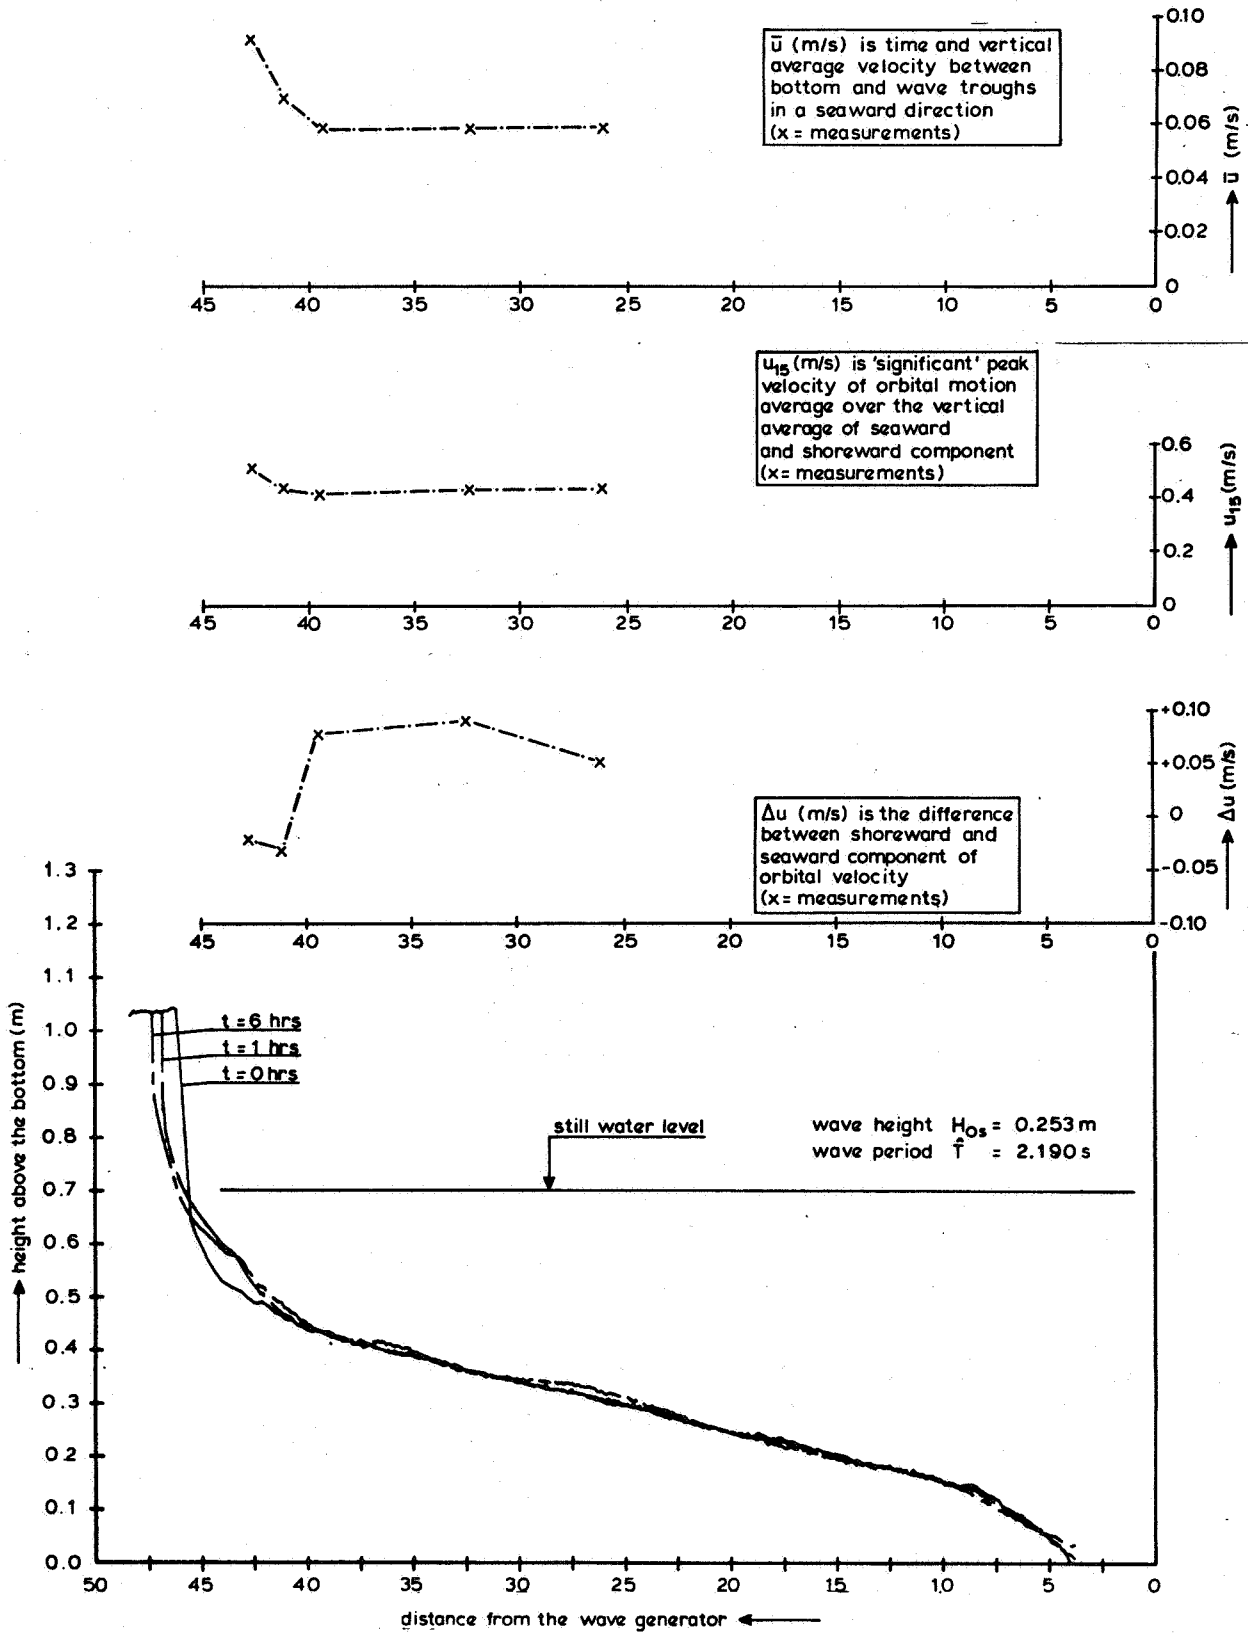 ū (m/s) is time and vertical
average velocity between
bottom and wave troughs
in a seaward direction
(x = measurements)
0.10
0.08
0.06
0.04
0.02
0
→ ū (m/s)
45 40 35 30 25 20 15 10 5 0
u15 (m/s) is 'significant' peak
velocity of orbital motion
average over the vertical
average of seaward
and shoreward component
(x = measurements)
0.6
0.4
0.2
0
→ u15 (m/s)
45 40 35 30 25 20 15 10 5 0
+0.10
+0.05
0
-0.05
-0.10
→ Δu (m/s)
Δu (m/s) is the difference
between shoreward and
seaward component of
orbital velocity
(x = measurements)
45 40 35 30 25 20 15 10 5 0
1.3
1.2
1.1
1.0
0.9
0.8
0.7
0.6
0.5
0.4
0.3
0.2
0.1
0.0
→ height above the bottom (m)
t = 6 hrs
t = 1 hrs
t = 0 hrs
still water level
wave height H0s = 0.253 m
wave period T̂ = 2.190 s
50 45 40 35 30 25 20 15 10 5 0
distance from the wave generator ←